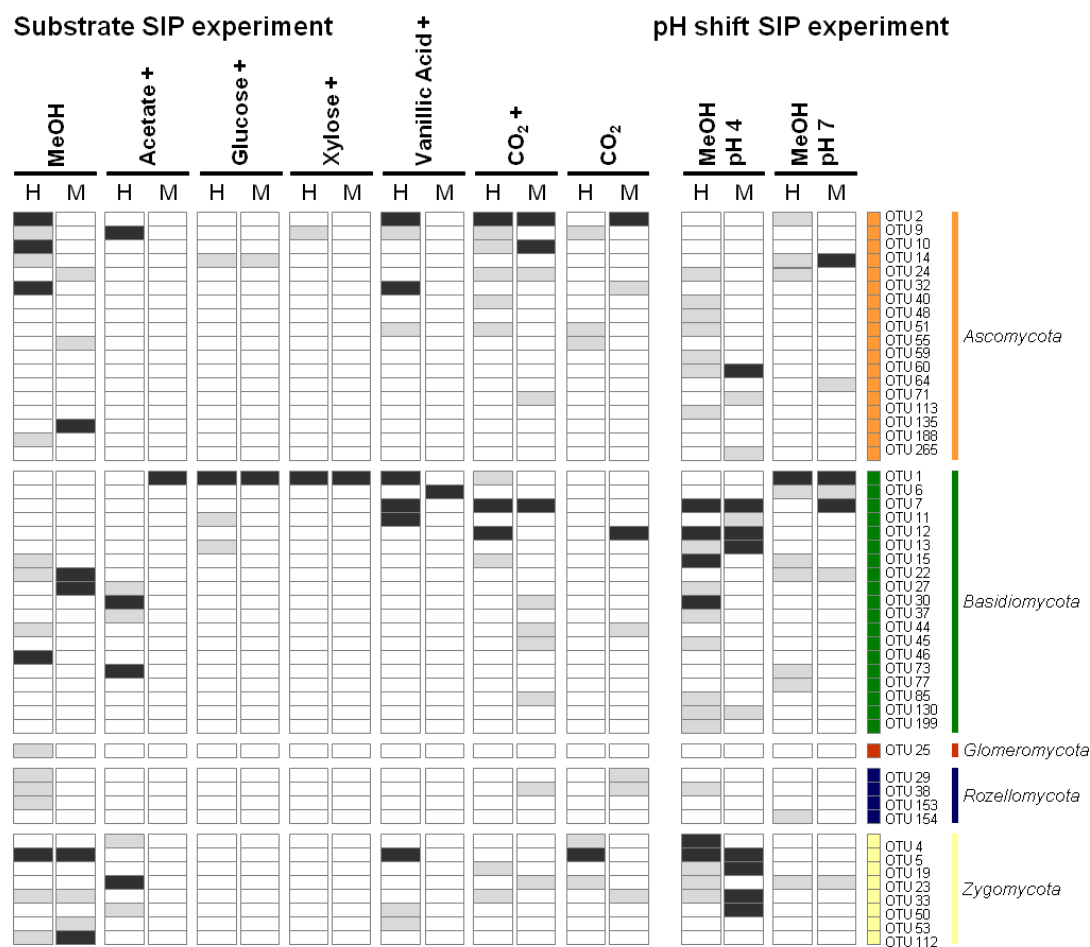 Substrate SIP experiment
pH shift SIP experiment
MeOH
Acetate +
Glucose +
Xylose +
Vanillic Acid +
CO₂ +
CO₂
MeOH
pH 4
MeOH
pH 7
H M H M H M H M H M H M H M H M H M
OTU 2
OTU 9
OTU 10
OTU 14
OTU 24
OTU 32
OTU 40
OTU 48
OTU 51
OTU 55
OTU 59
OTU 60
OTU 64
OTU 71
OTU 113
OTU 135
OTU 188
OTU 265
Ascomycota
OTU 1
OTU 6
OTU 7
OTU 11
OTU 12
OTU 13
OTU 15
OTU 22
OTU 27
OTU 30
OTU 37
OTU 44
OTU 45
OTU 46
OTU 73
OTU 77
OTU 85
OTU 130
OTU 199
Basidiomycota
OTU 25
Glomeromycota
OTU 29
OTU 38
OTU 153
OTU 154
Rozellomycota
OTU 4
OTU 5
OTU 19
OTU 23
OTU 33
OTU 50
OTU 53
OTU 112
Zygomycota